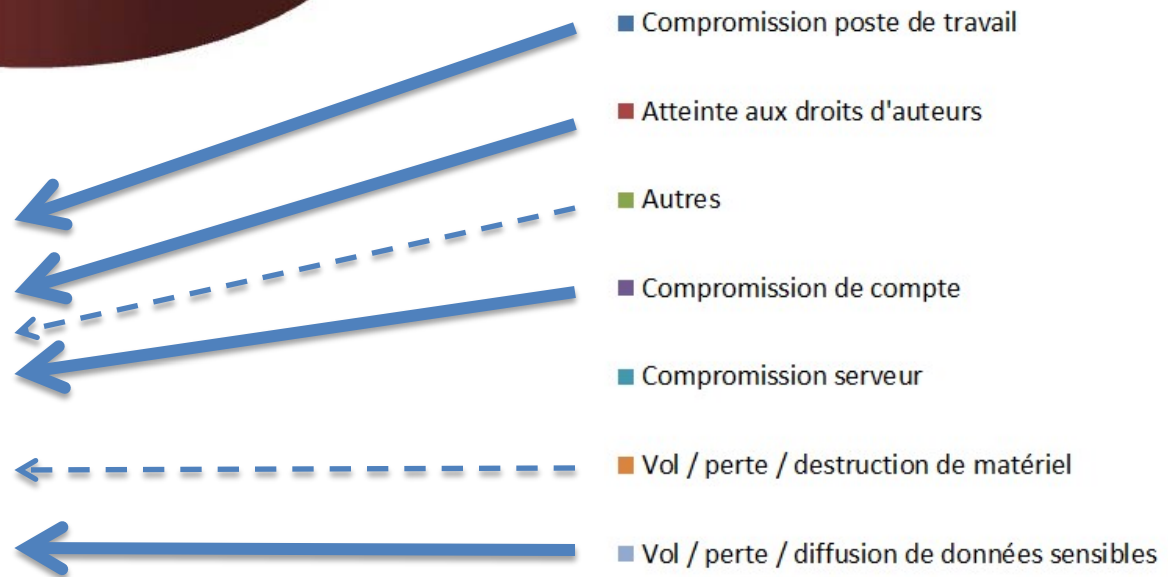 Compromission poste de travail
Atteinte aux droits d'auteurs
Autres
Compromission de compte
Compromission serveur
Vol / perte / destruction de matériel
Vol / perte / diffusion de données sensibles